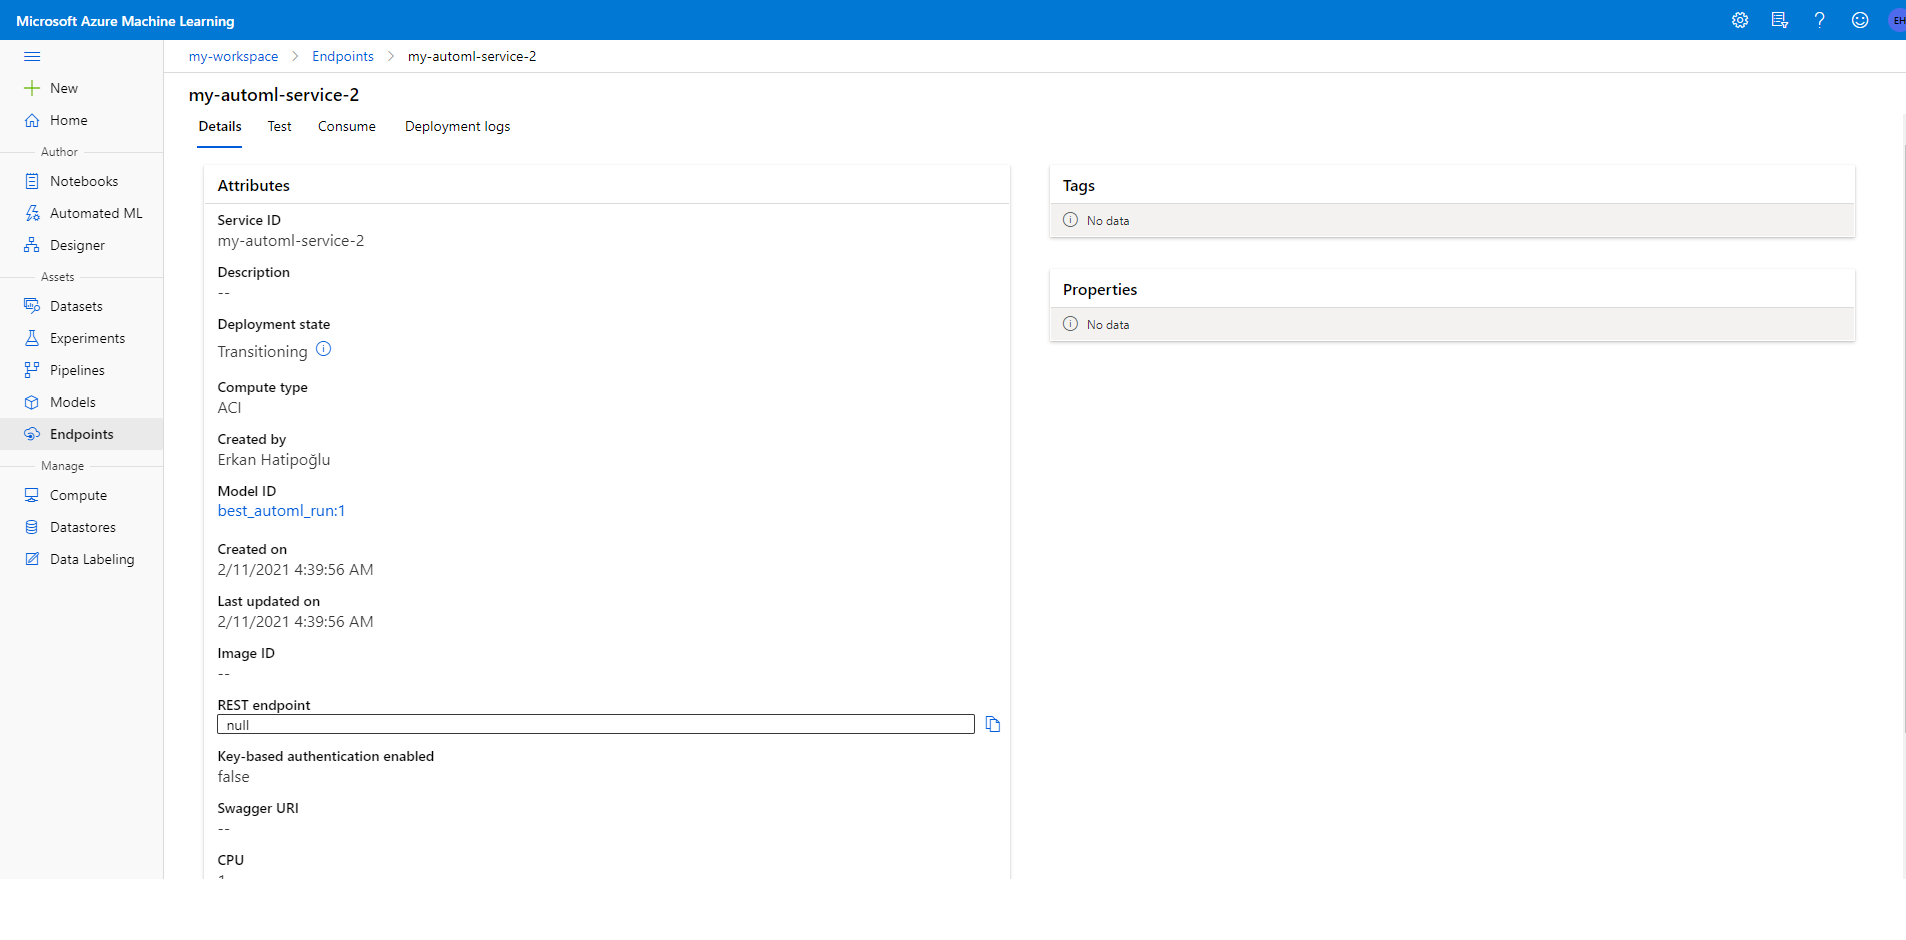 Microsoft Azure Machine Learning
EH
my-workspace > Endpoints > my-automl-service-2
New
Home
Author
Notebooks
Automated ML
Designer
Assets
Datasets
Experiments
Pipelines
Models
Endpoints
Manage
Compute
Datastores
Data Labeling
my-automl-service-2
Details Test Consume Deployment logs
Attributes
Service ID
my-automl-service-2
Description
--
Deployment state
Transitioning
Compute type
ACI
Created by
Erkan Hatipoğlu
Model ID
best_automl_run:1
Created on
2/11/2021 4:39:56 AM
Last updated on
2/11/2021 4:39:56 AM
Image ID
--
REST endpoint
null
Key-based authentication enabled
false
Swagger URI
--
CPU
Tags
No data
Properties
No data